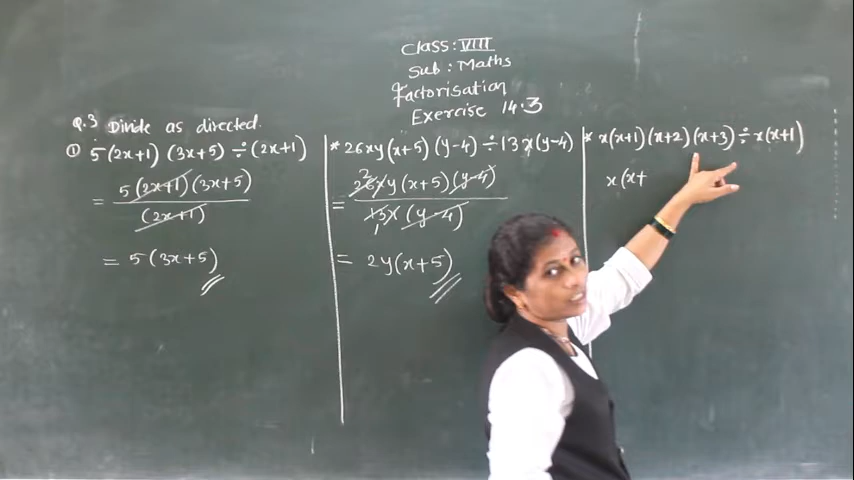 Class: VIII
Sub: Maths
Factorisation
Exercise 14.3
Q.3 Divide as directed.
① 5(2x+1) (3x+5) ÷ (2x+1)
= 5(2x+1)(3x+5)
(2x+1)
= 5(3x+5)
* 26xy(x+5) (y-4) ÷ 13x(y-4)
2
= 26xy(x+5)(y-4)
13x(y-4)
1
= 2y(x+5)
* x(x+1)(x+2)(x+3) ÷ x(x+1)
x(x+